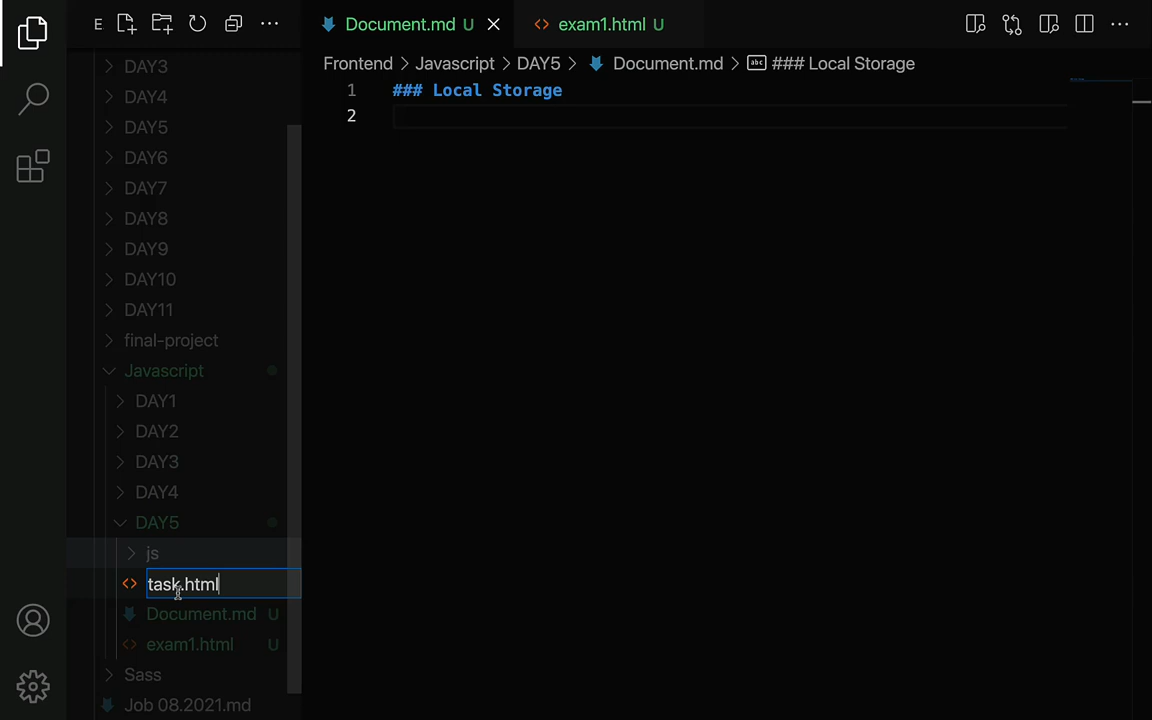 E
DAY3
DAY4
DAY5
DAY6
DAY7
DAY8
DAY9
DAY10
DAY11
final-project
Javascript
DAY1
DAY2
DAY3
DAY4
DAY5
js
task.html
Document.md U
exam1.html U
Sass
Job 08.2021.md
Document.md U
exam1.html U
Frontend > Javascript > DAY5 > Document.md > abc ### Local Storage
1 ### Local Storage
2